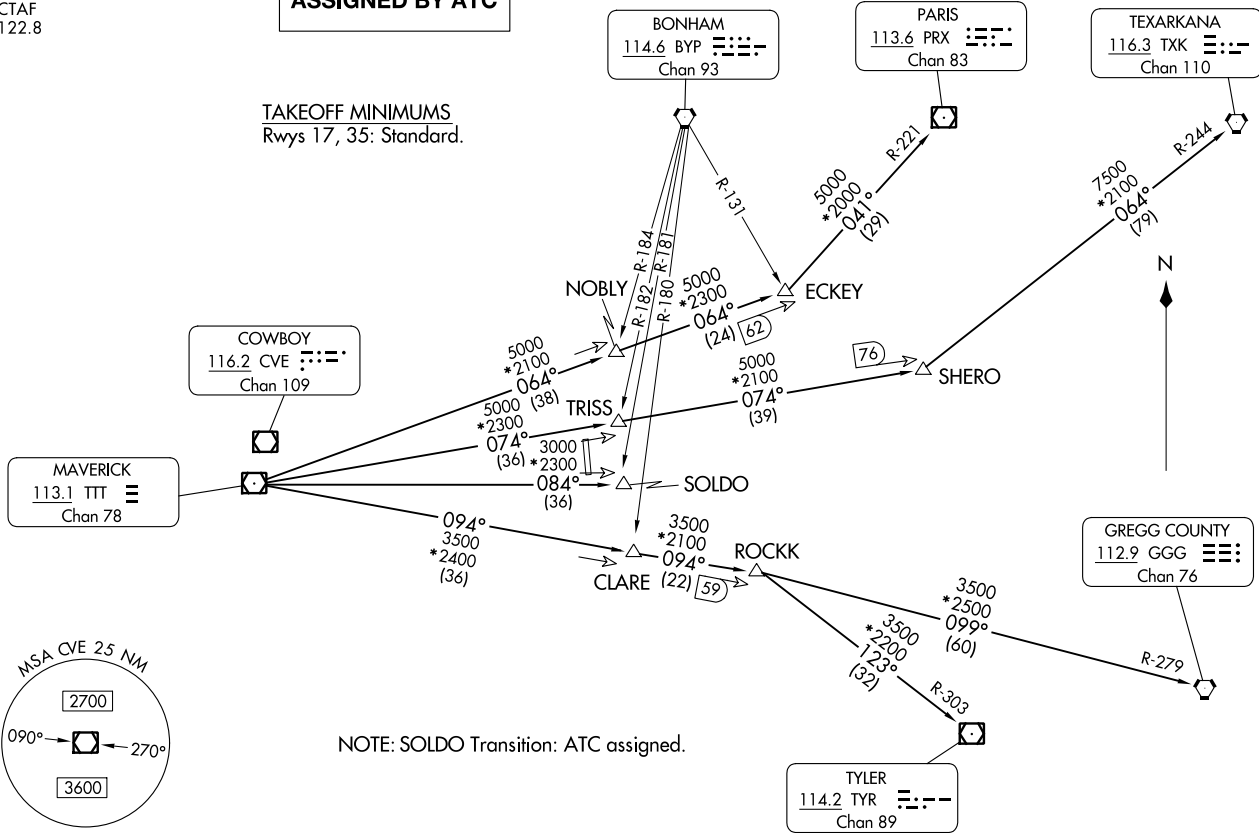 CTAF
122.8
ASSIGNED BY ATC
TAKEOFF MINIMUMS
Rwys 17, 35: Standard.
BONHAM
114.6 BYP
Chan 93
PARIS
113.6 PRX
Chan 83
TEXARKANA
116.3 TXK
Chan 110
R-221
R-244
R-131
5000
*2000
041°
(29)
7500
*2100
064°
(79)
R-184
R-181
R-182
R-180
N
NOBLY
5000
*2300
064°
(24)
62
ECKEY
COWBOY
116.2 CVE
Chan 109
5000
*2100
064°
(38)
76
SHERO
TRISS
5000
*2100
074°
(39)
5000
*2300
074°
(36)
3000
*2300
084°
(36)
SOLDO
MAVERICK
113.1 TTT
Chan 78
094°
3500
*2400
(36)
CLARE
3500
*2100
094°
(22)
59
ROCKK
GREGG COUNTY
112.9 GGG
Chan 76
3500
*2500
099°
(60)
R-279
3500
*2200
123°
(32)
R-303
MSA CVE 25 NM
2700
090°
270°
3600
NOTE: SOLDO Transition: ATC assigned.
TYLER
114.2 TYR
Chan 89